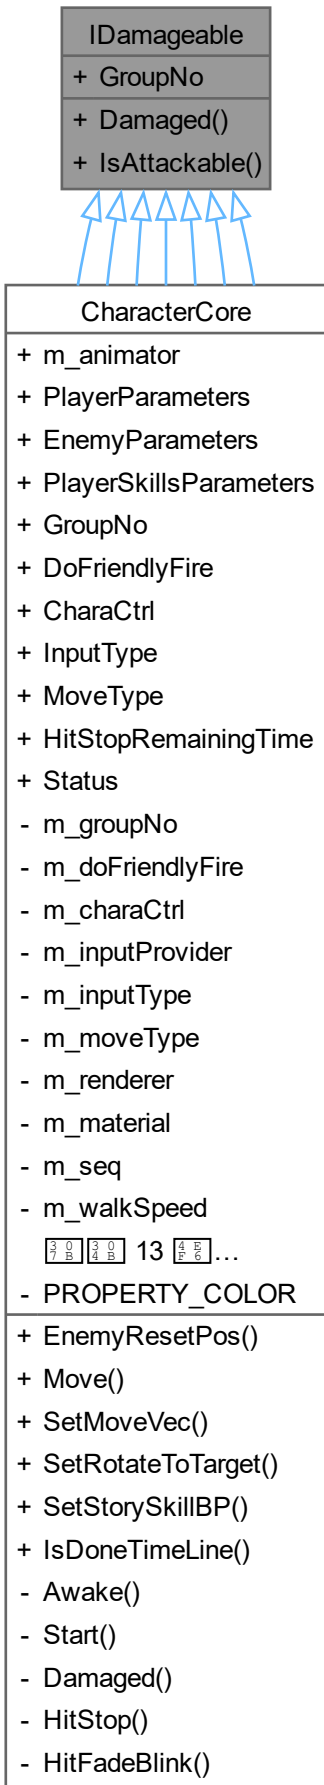 IDamageable
+ GroupNo
+ Damaged()
+ IsAttackable()
CharacterCore
+ m_animator
+ PlayerParameters
+ EnemyParameters
+ PlayerSkillsParameters
+ GroupNo
+ DoFriendlyFire
+ CharaCtrl
+ InputType
+ MoveType
+ HitStopRemainingTime
+ Status
- m_groupNo
- m_doFriendlyFire
- m_charaCtrl
- m_inputProvider
- m_inputType
- m_moveType
- m_renderer
- m_material
- m_seq
- m_walkSpeed
13 ...
- PROPERTY_COLOR
+ EnemyResetPos()
+ Move()
+ SetMoveVec()
+ SetRotateToTarget()
+ SetStorySkillBP()
+ IsDoneTimeLine()
- Awake()
- Start()
- Damaged()
- HitStop()
- HitFadeBlink()